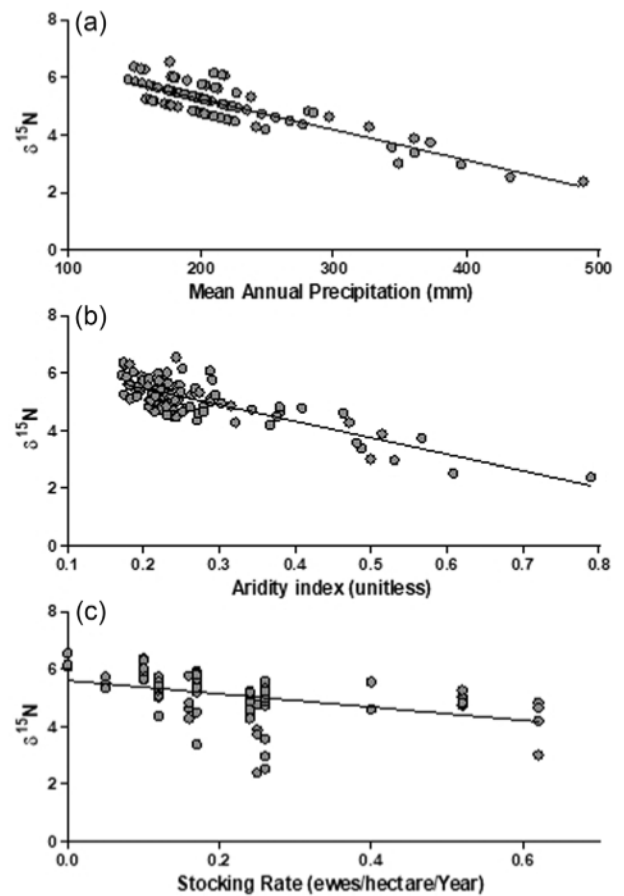 (a)
8
6
4
2
0
δ15N
100 200 300 400 500
Mean Annual Precipitation (mm)
(b)
8
6
4
2
0
δ15N
0.1 0.2 0.3 0.4 0.5 0.6 0.7 0.8
Aridity index (unitless)
(c)
8
6
4
2
0
δ15N
0.0 0.2 0.4 0.6
Stocking Rate (ewes/hectare/Year)